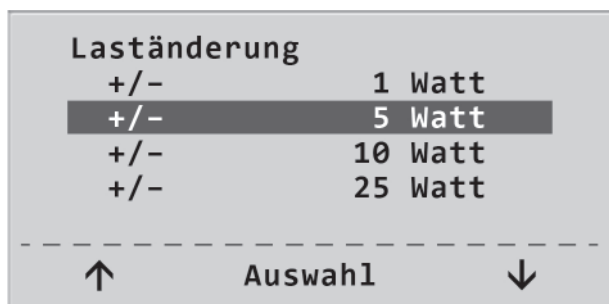 Laständerung
+/- 1 Watt
+/- 5 Watt
+/- 10 Watt
+/- 25 Watt
↑ Auswahl ↓